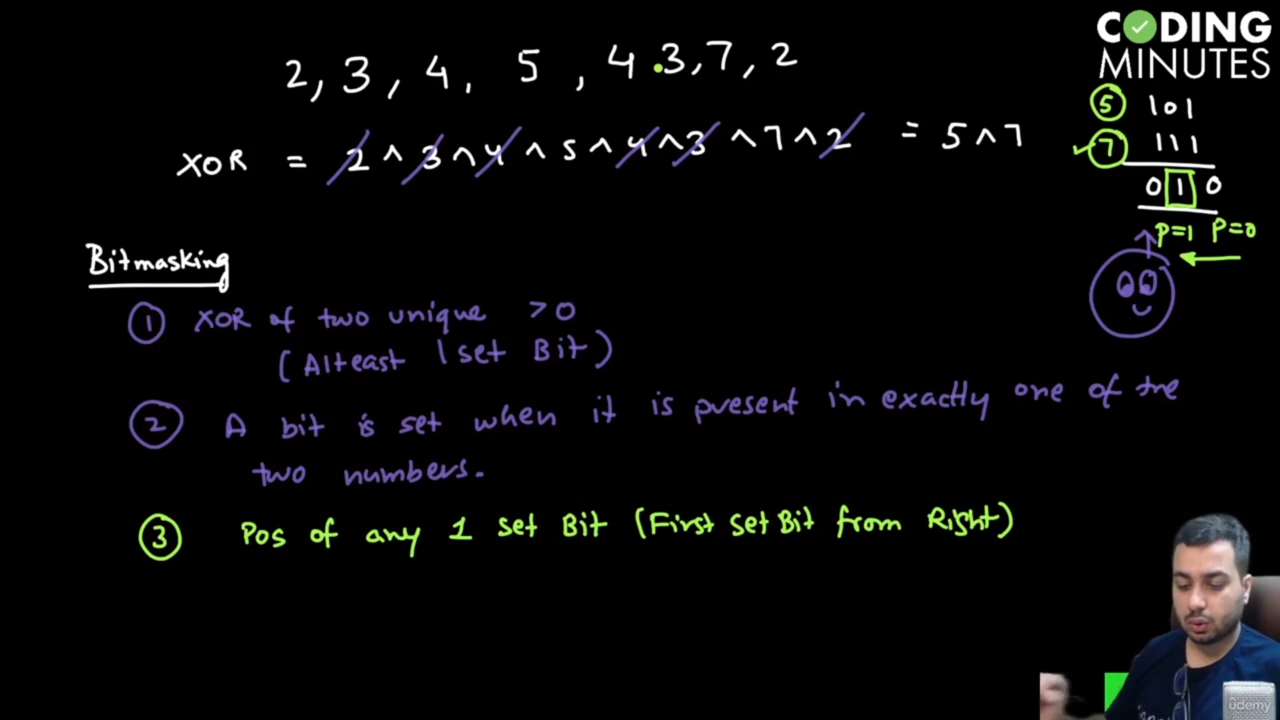 CODING
MINUTES
2, 3, 4, 5, 4.3, 7, 2
XOR = 2 ^ 3 ^ 4 ^ 5 ^ 4 ^ 3 ^ 7 ^ 2 = 5 ^ 7
5 101
7 111
0 1 0
P=1 P=0
Bitmasking
1 XOR of two unique > 0
(Alteast 1 set Bit)
2 A bit is set when it is present in exactly one of the
two numbers.
3 Pos of any 1 set Bit (First Set Bit from Right)
udemy